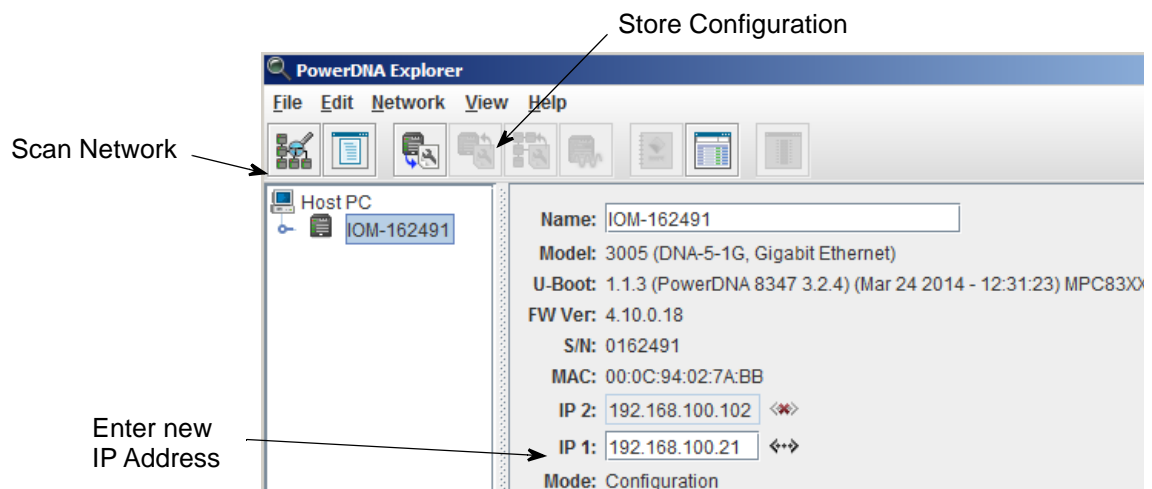 Store Configuration
PowerDNA Explorer
File Edit Network View Help
Scan Network
Host PC
IOM-162491
Name: IOM-162491
Model: 3005 (DNA-5-1G, Gigabit Ethernet)
U-Boot: 1.1.3 (PowerDNA 8347 3.2.4) (Mar 24 2014 - 12:31:23) MPC83XX
FW Ver: 4.10.0.18
S/N: 0162491
MAC: 00:0C:94:02:7A:BB
IP 2: 192.168.100.102
Enter new
IP Address
IP 1: 192.168.100.21
Mode: Configuration